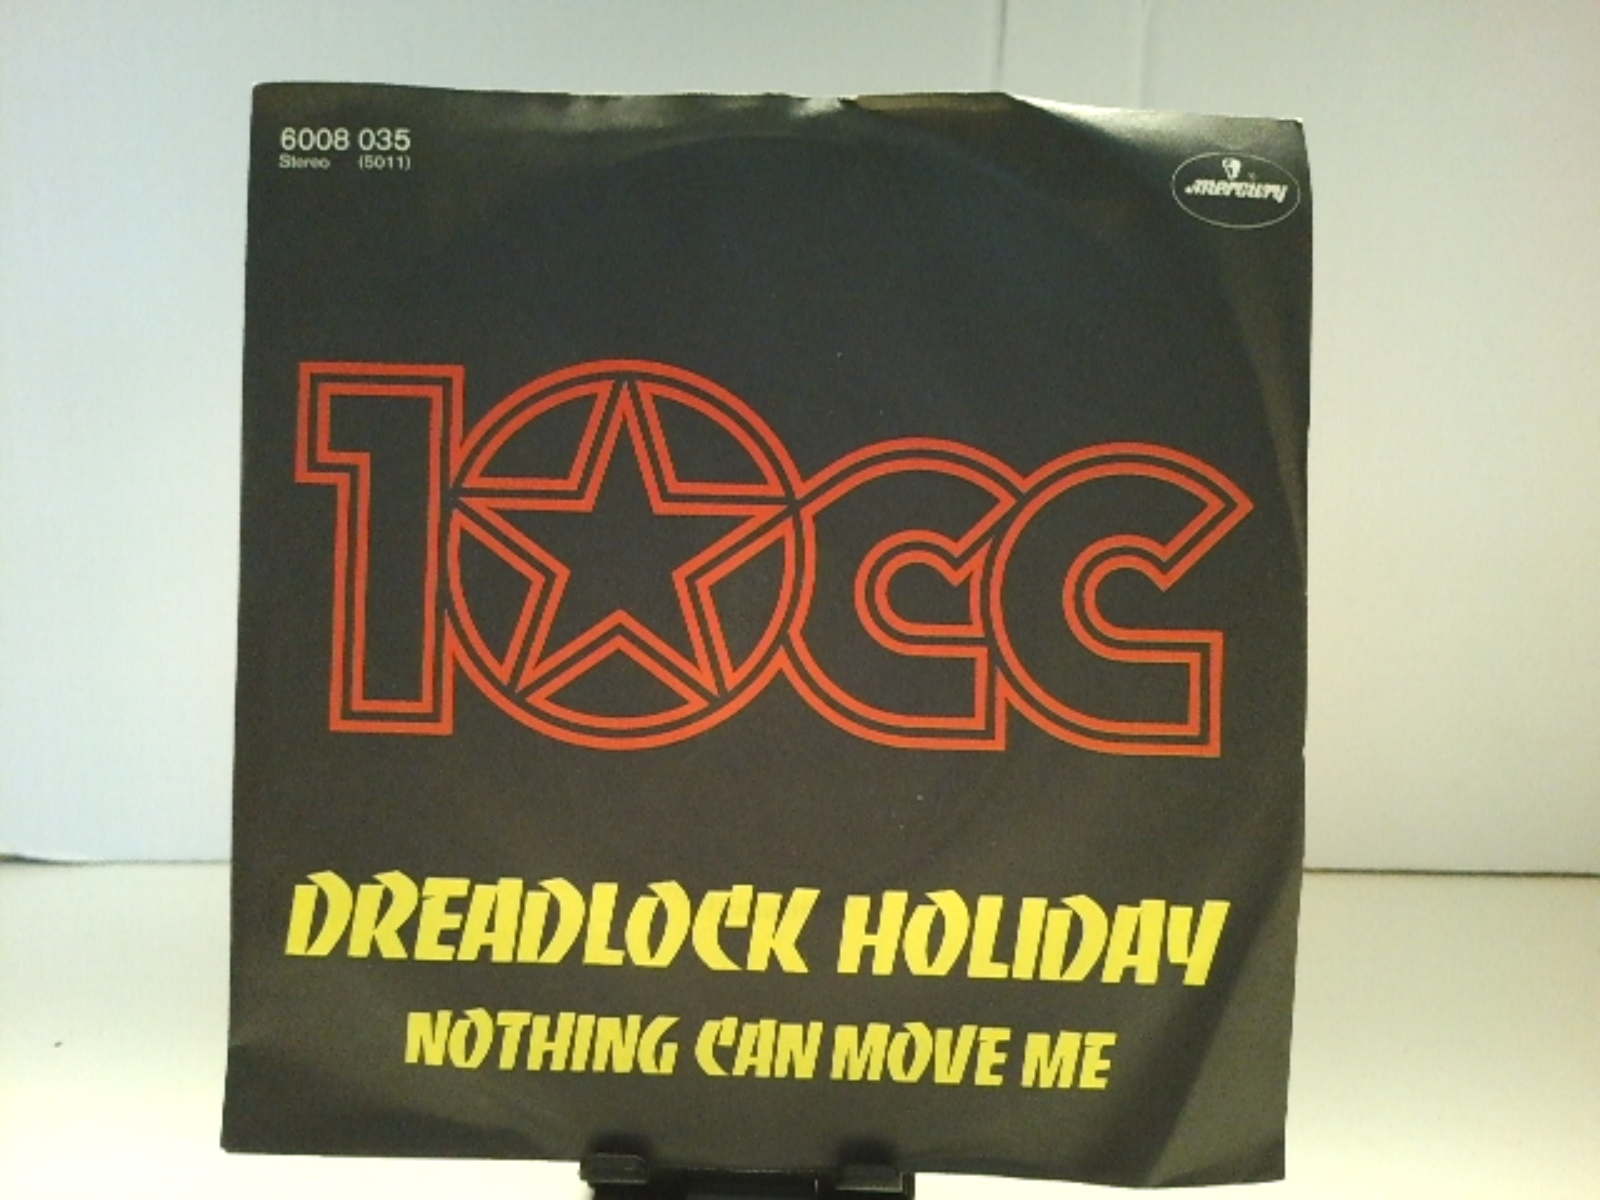 6008 035
Stereo (5011)
mercury
10cc
DREADLOCK HOLIDAY
NOTHING CAN MOVE ME